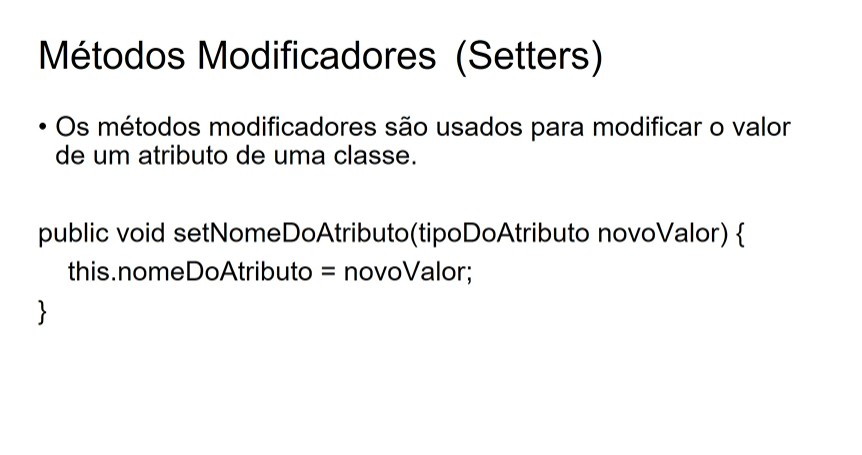 Métodos Modificadores (Setters)
• Os métodos modificadores são usados para modificar o valor
de um atributo de uma classe.
public void setNomeDoAtributo(tipoDoAtributo novoValor) {
this.nomeDoAtributo = novoValor;
}